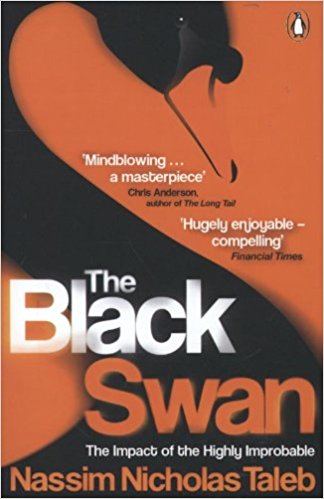 'Mindblowing ...
a masterpiece'
Chris Anderson,
author of The Long Tail
'Hugely enjoyable –
compelling'
Financial Times
The
Black
Swan
The Impact of the Highly Improbable
Nassim Nicholas Taleb